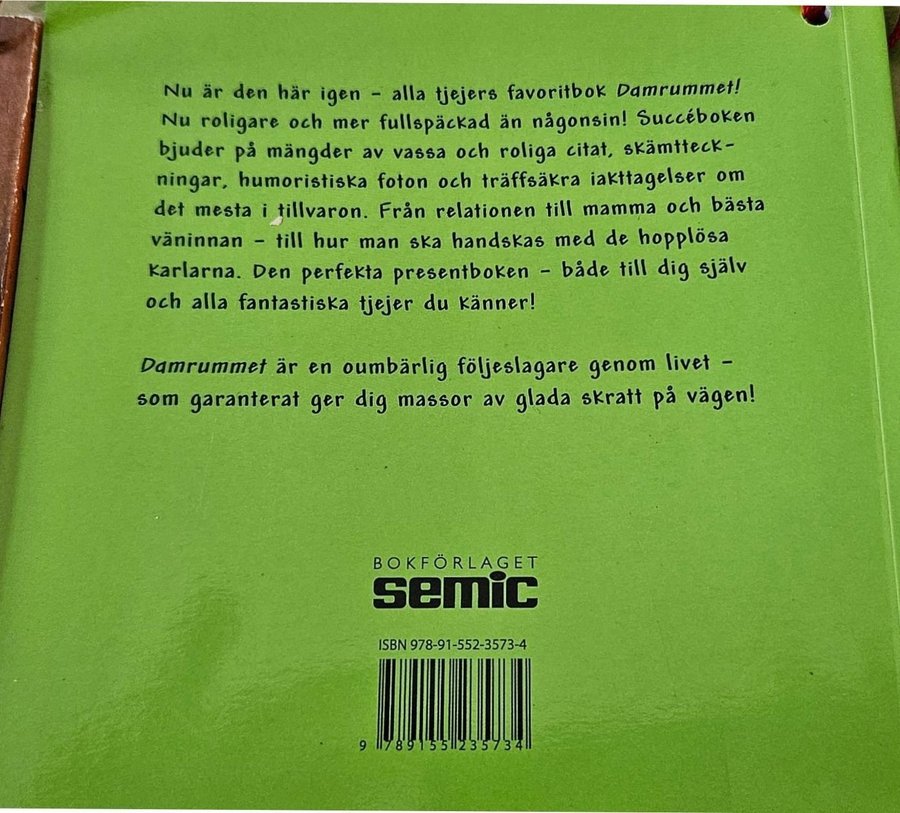 Nu är den här igen – alla tjejers favoritbok Damrummet!
Nu roligare och mer fullspäckad än någonsin! Succéboken
bjuder på mängder av vassa och roliga citat, skämtteck-
ningar, humoristiska foton och träffsäkra iakttagelser om
det mesta i tillvaron. Från relationen till mamma och bästa
väninnan – till hur man ska handskas med de hopplösa
karlarna. Den perfekta presentboken – både till dig själv
och alla fantastiska tjejer du känner!
Damrummet är en oumbärlig följeslagare genom livet –
som garanterat ger dig massor av glada skratt på vägen!
BOKFÖRLAGET
semic
ISBN 978-91-552-3573-4
9 789155 235734